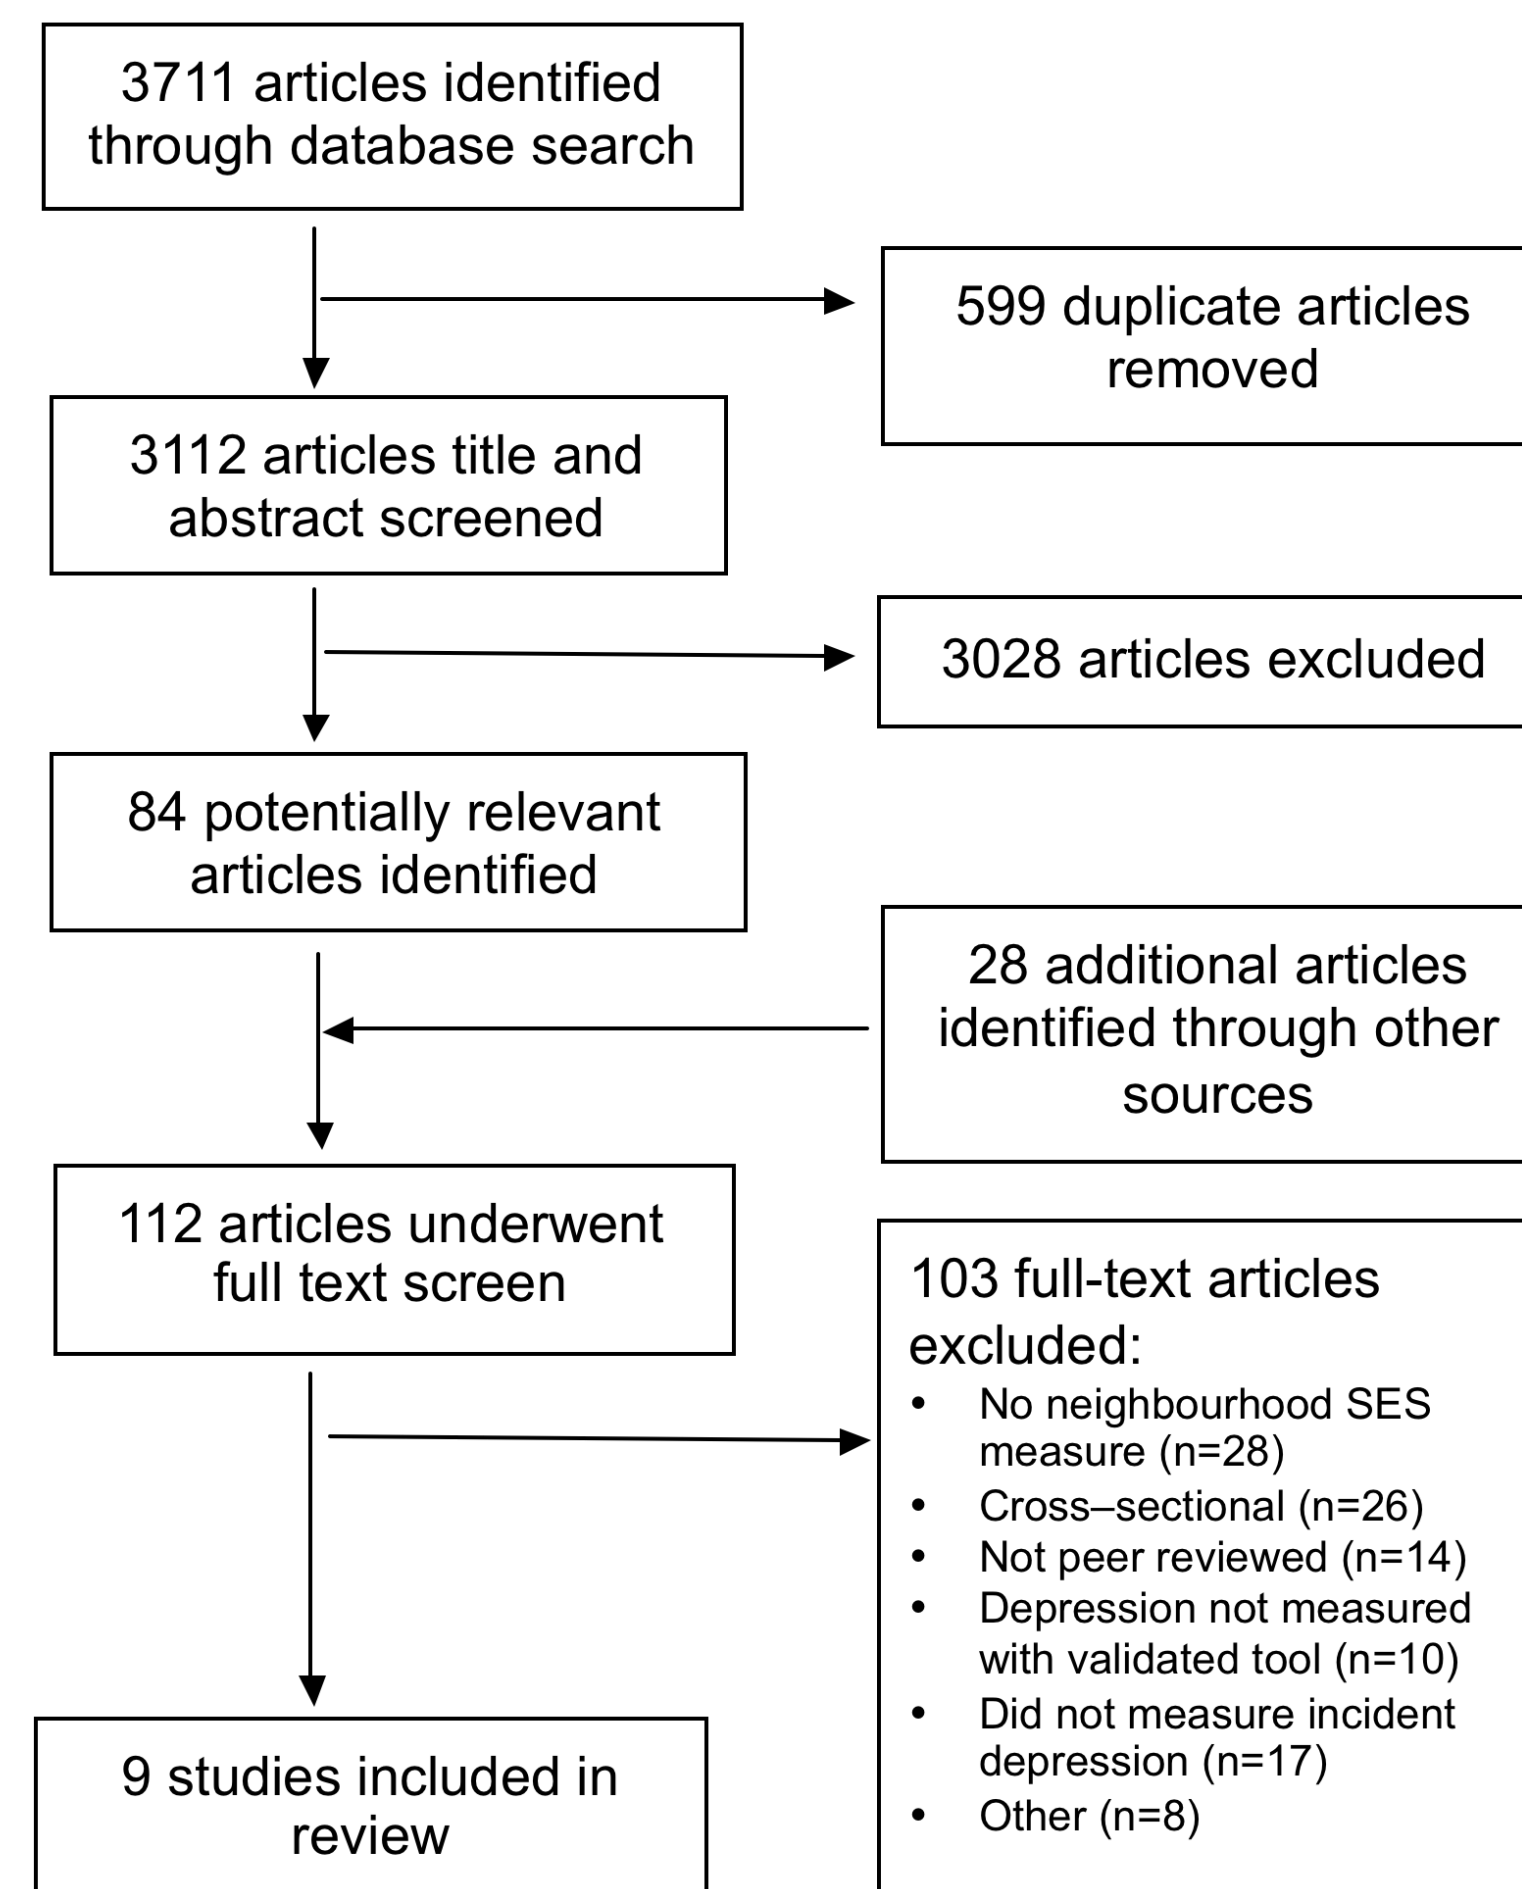 3711 articles identified
through database search
599 duplicate articles
removed
3112 articles title and
abstract screened
3028 articles excluded
84 potentially relevant
articles identified
28 additional articles
identified through other
sources
112 articles underwent
full text screen
103 full-text articles
excluded:
• No neighbourhood SES
measure (n=28)
• Cross–sectional (n=26)
• Not peer reviewed (n=14)
• Depression not measured
with validated tool (n=10)
• Did not measure incident
depression (n=17)
• Other (n=8)
9 studies included in
review